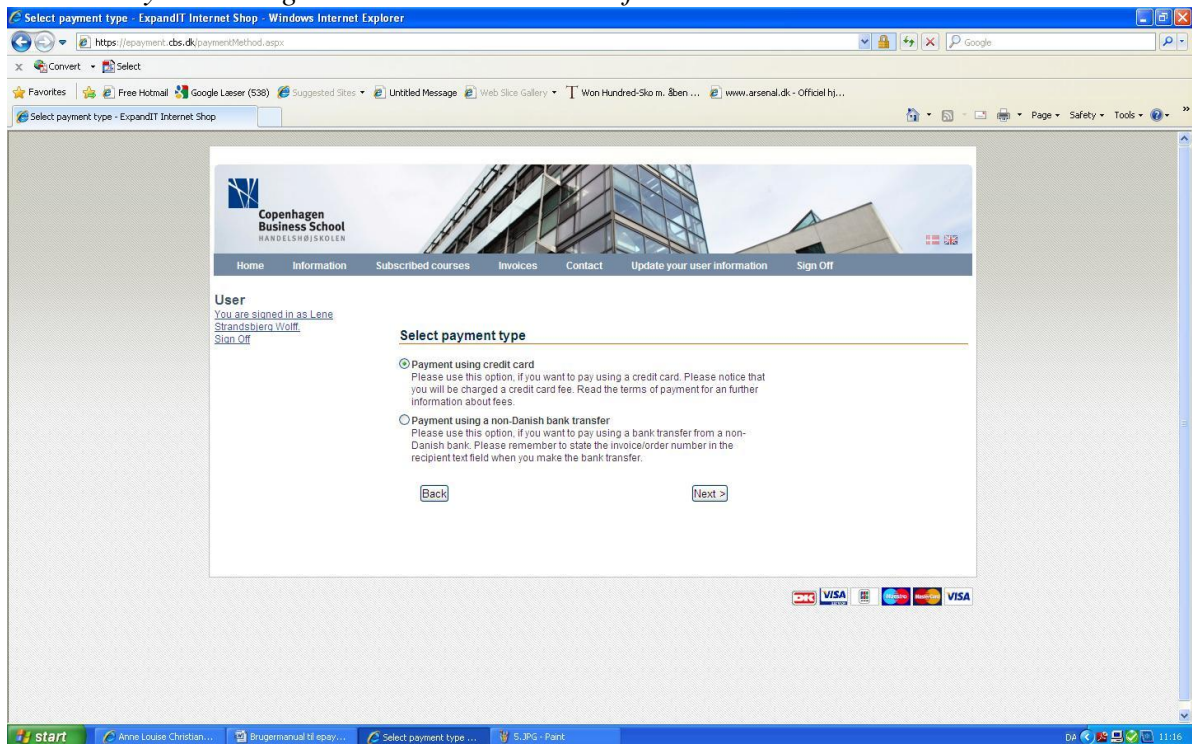 Select payment type - ExpandIT Internet Shop - Windows Internet Explorer
https://epayment.cbs.dk/paymentMethod.aspx
Google
x Convert Select
Favorites Free Hotmail Google Læser (538) Suggested Sites Untitled Message Web Slice Gallery Won Hundred-Sko m. åben ... www.arsenal.dk - Officiel hj...
Select payment type - ExpandIT Internet Shop
Page Safety Tools
Copenhagen
Business School
HANDELSHØJSKOLEN
Home Information Subscribed courses Invoices Contact Update your user information Sign Off
User
You are signed in as Lene
Strandsbjerg Wolff.
Sign Off
Select payment type
Payment using credit card
Please use this option, if you want to pay using a credit card. Please notice that
you will be charged a credit card fee. Read the terms of payment for an further
information about fees.
Payment using a non-Danish bank transfer
Please use this option, if you want to pay using a bank transfer from a non-
Danish bank. Please remember to state the invoice/order number in the
recipient text field when you make the bank transfer.
Back Next >
DK VISA Maestro MasterCard VISA
start Anne Louise Christian... Brugermanual til epay... Select payment type ... 5.JPG - Paint DA 11:16